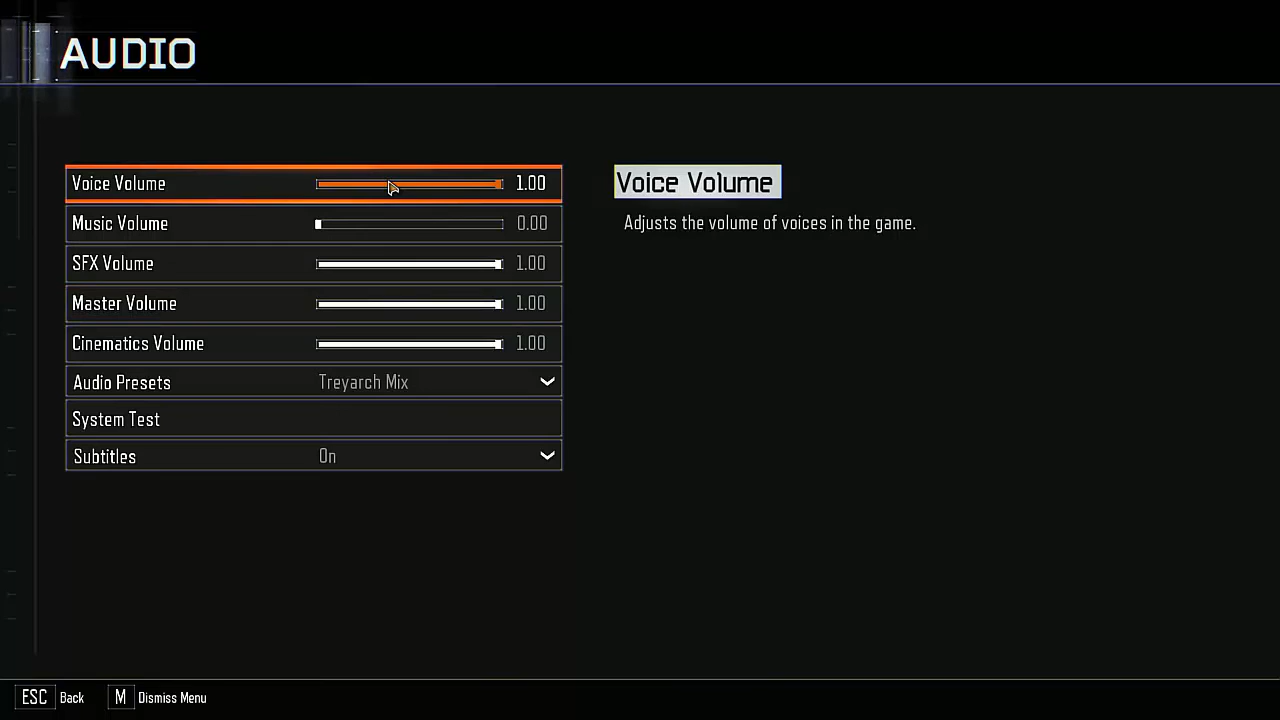 AUDIO
Voice Volume 1.00
Music Volume 0.00
SFX Volume 1.00
Master Volume 1.00
Cinematics Volume 1.00
Audio Presets Treyarch Mix
System Test
Subtitles On
Voice Volume
Adjusts the volume of voices in the game.
ESC Back M Dismiss Menu